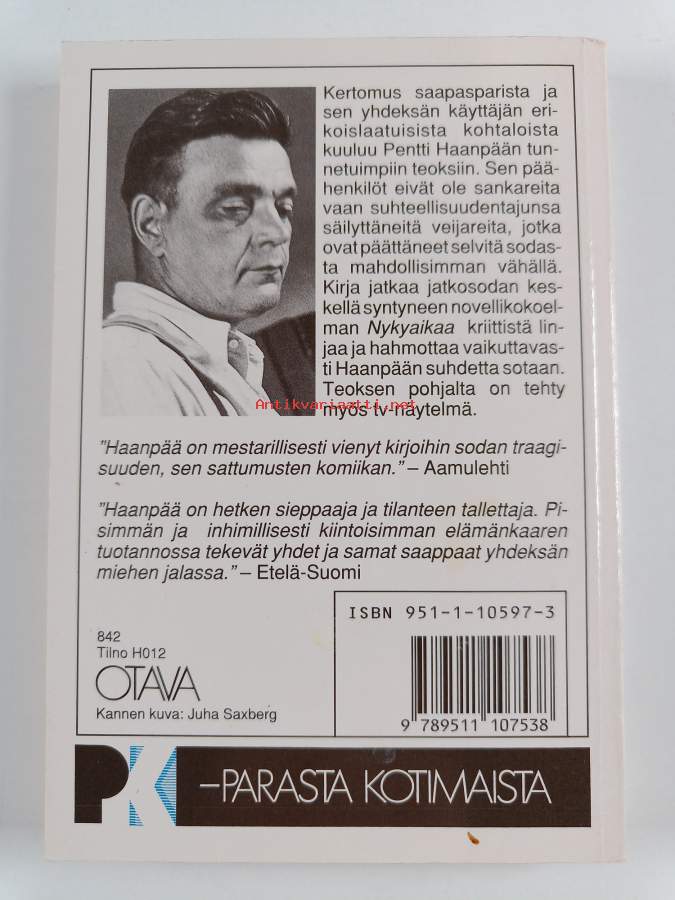 Kertomus saapasparista ja
sen yhdeksän käyttäjän eri-
koislaatuisista kohtaloista
kuuluu Pentti Haanpään tun-
netuimpiin teoksiin. Sen pää-
henkilöt eivät ole sankareita
vaan suhteellisuudentajunsa
säilyttäneitä veijareita, jotka
ovat päättäneet selvitä sodas-
ta mahdollisimman vähällä.
Kirja jatkaa jatkosodan kes-
kellä syntyneen novellikokoel-
man Nykyaikaa kriittistä lin-
jaa ja hahmottaa vaikuttavas-
ti Haanpään suhdetta sotaan.
Teoksen pohjalta on tehty
Antikvariaatti.net
myös tv-näytelmä.
"Haanpää on mestarillisesti vienyt kirjoihin sodan traagi-
suuden, sen sattumusten komiikan." – Aamulehti
"Haanpää on hetken sieppaaja ja tilanteen tallettaja. Pi-
simmän ja inhimillisesti kiintoisimman elämänkaaren
tuotannossa tekevät yhdet ja samat saappaat yhdeksän
miehen jalassa." – Etelä-Suomi
ISBN 951-1-10597-3
842
Tilno H012
OTAVA
Kannen kuva: Juha Saxberg
9 789511 107538
PK –PARASTA KOTIMAISTA